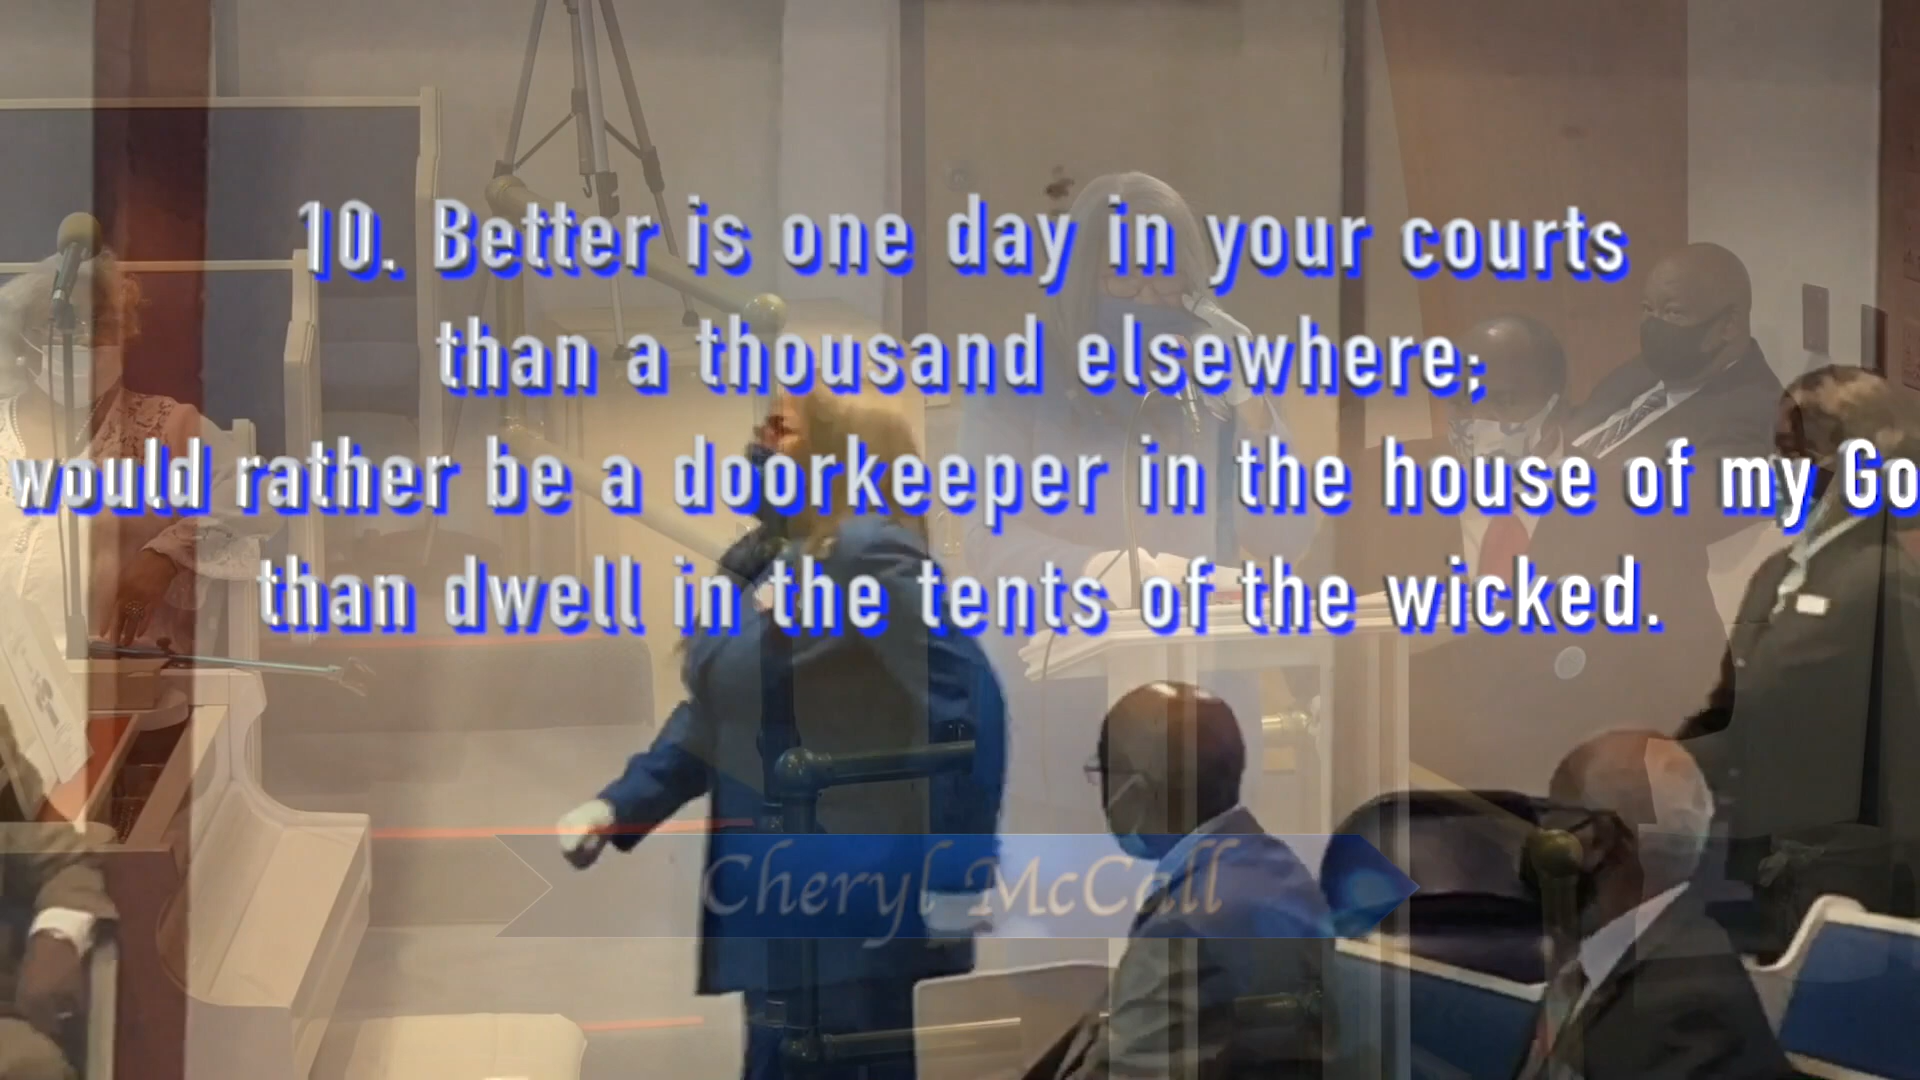 10. Better is one day in your courts
than a thousand elsewhere;
would rather be a doorkeeper in the house of my Go
than dwell in the tents of the wicked.
Cheryl McCall